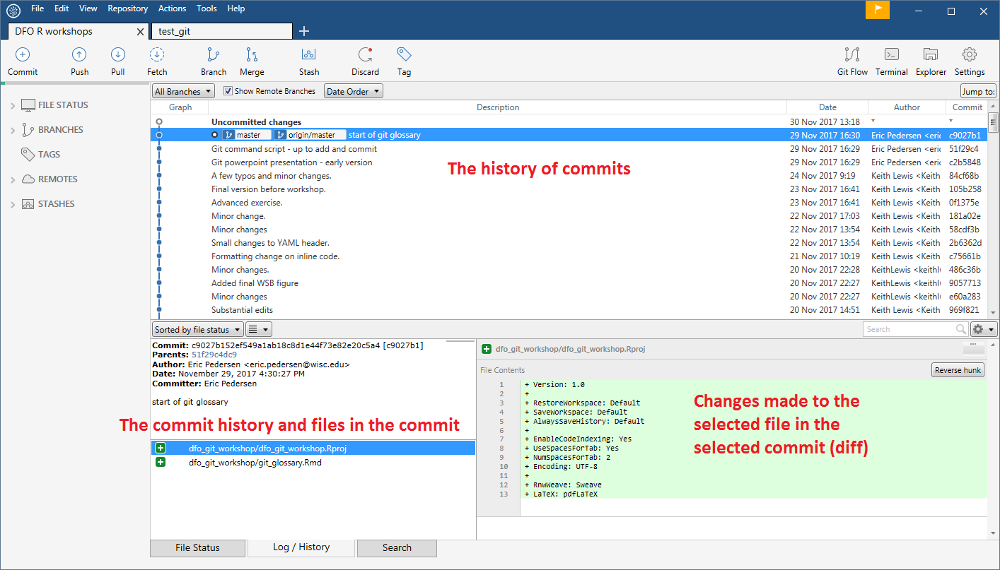 File Edit View Repository Actions Tools Help
DFO R workshops test_git
Commit Push Pull Fetch Branch Merge Stash Discard Tag Git Flow Terminal Explorer Settings
All Branches Show Remote Branches Date Order Jump to:
Graph Description Date Author Commit
Uncommitted changes 30 Nov 2017 13:18 * *
master origin/master start of git glossary 29 Nov 2017 16:30 Eric Pedersen <eric c9027b1
Git command script - up to add and commit 29 Nov 2017 16:29 Eric Pedersen <eric 51f29c4
Git powerpoint presentation - early version 29 Nov 2017 16:29 Eric Pedersen <eric c2b5848
A few typos and minor changes. 24 Nov 2017 9:19 Keith Lewis <Keith 84cf68b
Final version before workshop. 23 Nov 2017 16:41 Keith Lewis <Keith 105b258
Advanced exercise. 23 Nov 2017 16:41 Keith Lewis <Keith 0f1375e
Minor change. 22 Nov 2017 17:03 Keith Lewis <Keith 181a02e
Minor changes 22 Nov 2017 13:54 Keith Lewis <Keith 58cdf3b
Small changes to YAML header. 22 Nov 2017 13:54 Keith Lewis <Keith 2b6362d
Formatting change on inline code. 21 Nov 2017 10:19 Keith Lewis <Keith c75661b
Minor changes. 20 Nov 2017 22:28 KeithLewis <keithl 486c36b
Added final WSB figure 20 Nov 2017 22:27 KeithLewis <keithl 9057713
Minor changes 20 Nov 2017 22:27 KeithLewis <keithl e60a283
Substantial edits 20 Nov 2017 14:51 Keith Lewis <Keith 969f821
The history of commits
FILE STATUS
BRANCHES
TAGS
REMOTES
STASHES
Sorted by file status Search
Commit: c9027b152ef549a1ab18c8d1e44f73e82e20c5a4 [c9027b1]
Parents: 51f29c4dc9
Author: Eric Pedersen <eric.pedersen@wisc.edu>
Date: November 29, 2017 4:30:27 PM
Committer: Eric Pedersen
start of git glossary
The commit history and files in the commit
dfo_git_workshop/dfo_git_workshop.Rproj
dfo_git_workshop/git_glossary.Rmd
dfo_git_workshop/dfo_git_workshop.Rproj
File Contents Reverse hunk
1 + Version: 1.0
2 +
3 + RestoreWorkspace: Default
4 + SaveWorkspace: Default
5 + AlwaysSaveHistory: Default
6 +
7 + EnableCodeIndexing: Yes
8 + UseSpacesForTab: Yes
9 + NumSpacesForTab: 2
10 + Encoding: UTF-8
11 +
12 + RnwWeave: Sweave
13 + LaTeX: pdfLaTeX
Changes made to the
selected file in the
selected commit (diff)
File Status Log / History Search